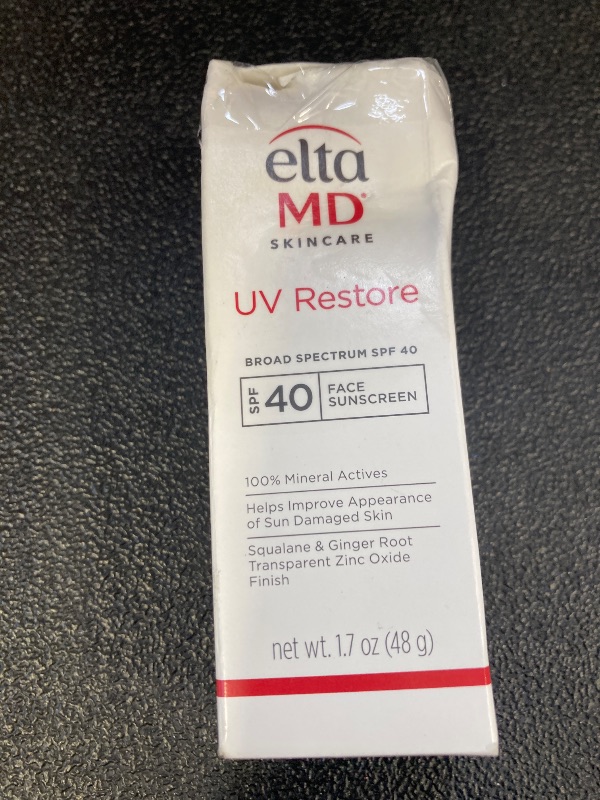 elta
MD®
SKINCARE
UV Restore
BROAD SPECTRUM SPF 40
SPF 40 FACE
SUNSCREEN
100% Mineral Actives
Helps Improve Appearance
of Sun Damaged Skin
Squalane & Ginger Root
Transparent Zinc Oxide
Finish
net wt. 1.7 oz (48 g)